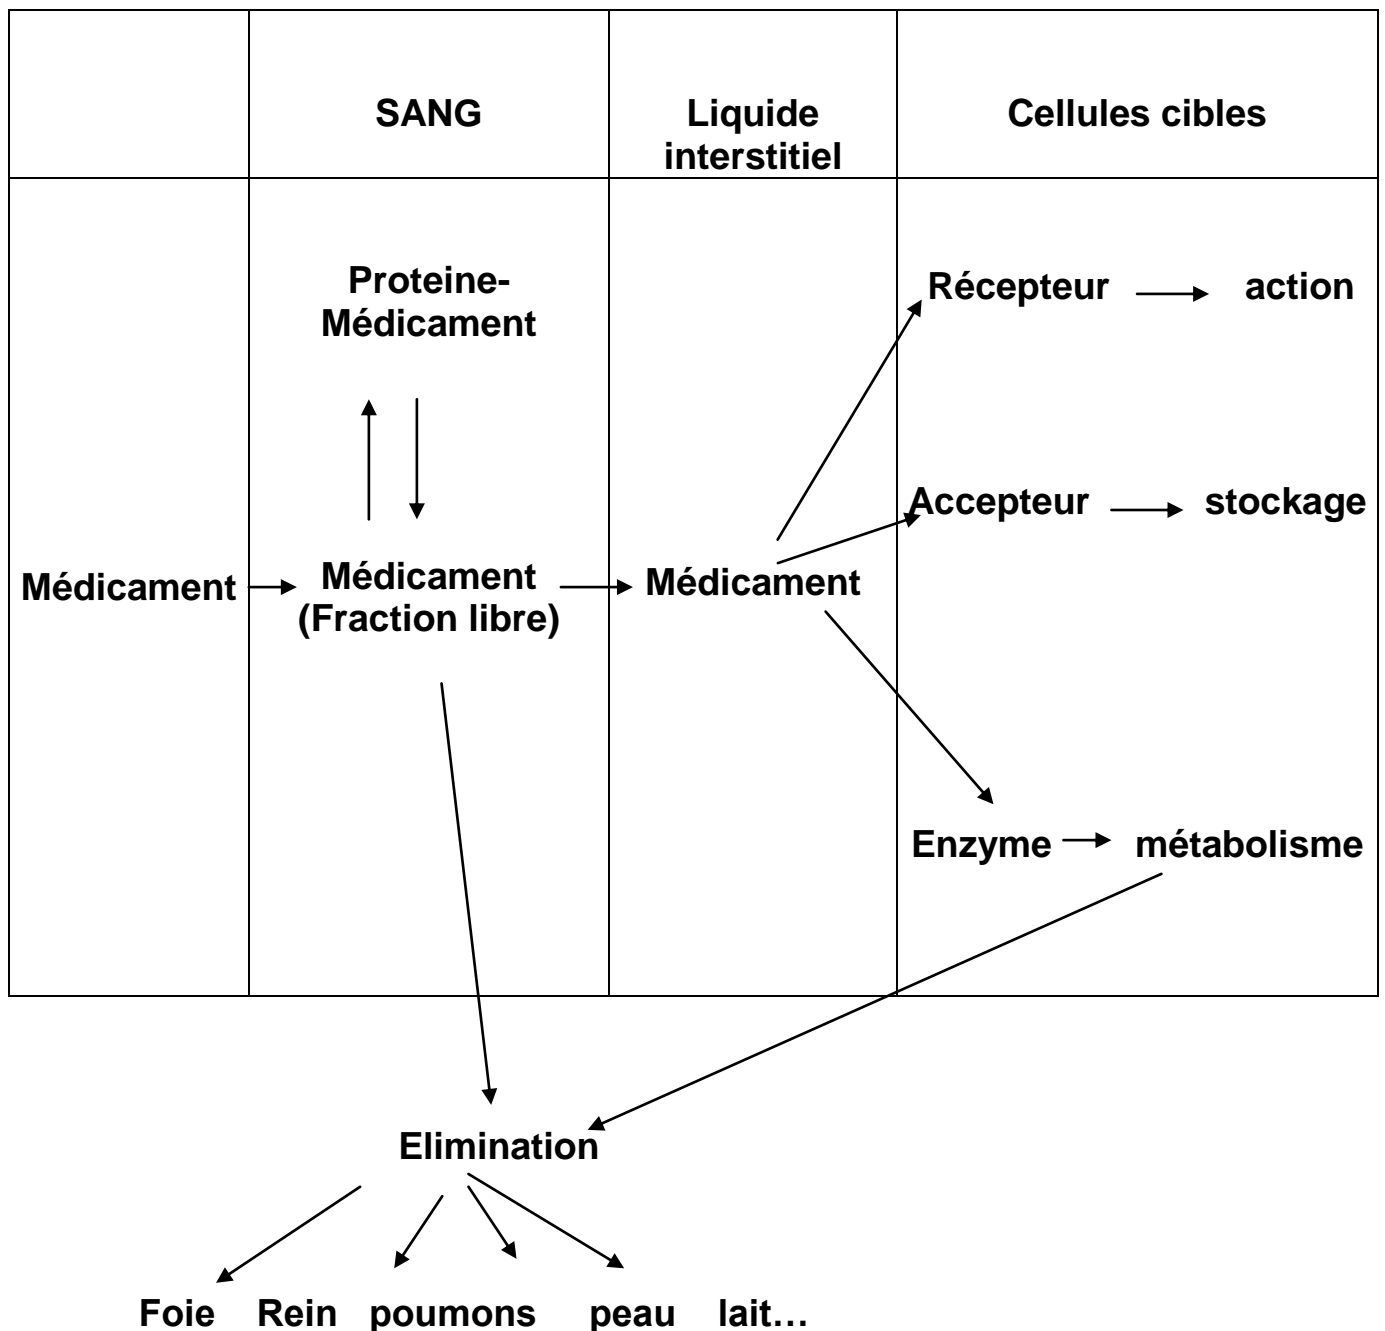 SANG
Liquide
interstitiel
Cellules cibles
Proteine-
Médicament
Récepteur
action
Accepteur
stockage
Médicament
Médicament
(Fraction libre)
Médicament
Enzyme
métabolisme
Elimination
Foie Rein poumons peau lait…